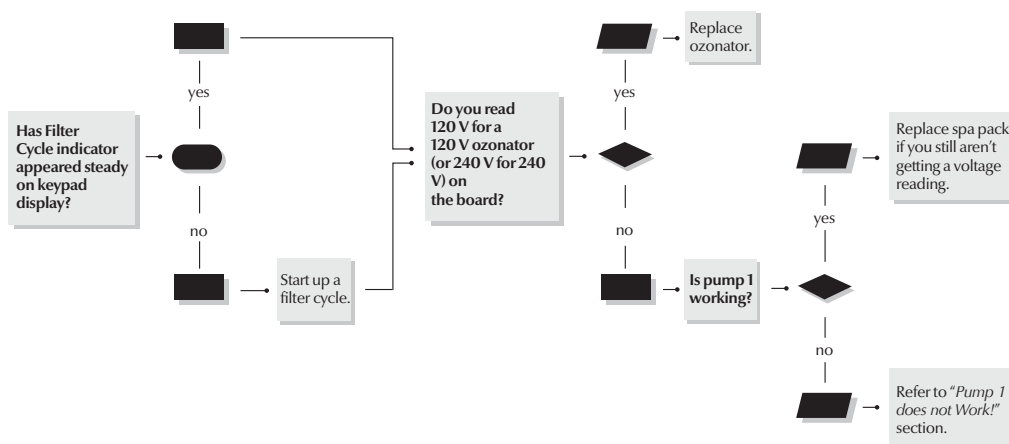 Has Filter
Cycle indicator
appeared steady
on keypad
display?
yes
no
Start up a
filter cycle.
Do you read
120 V for a
120 V ozonator
(or 240 V for 240
V) on
the board?
yes
Replace
ozonator.
no
Is pump 1
working?
yes
Replace spa pack
if you still aren't
getting a voltage
reading.
no
Refer to "Pump 1
does not Work!"
section.